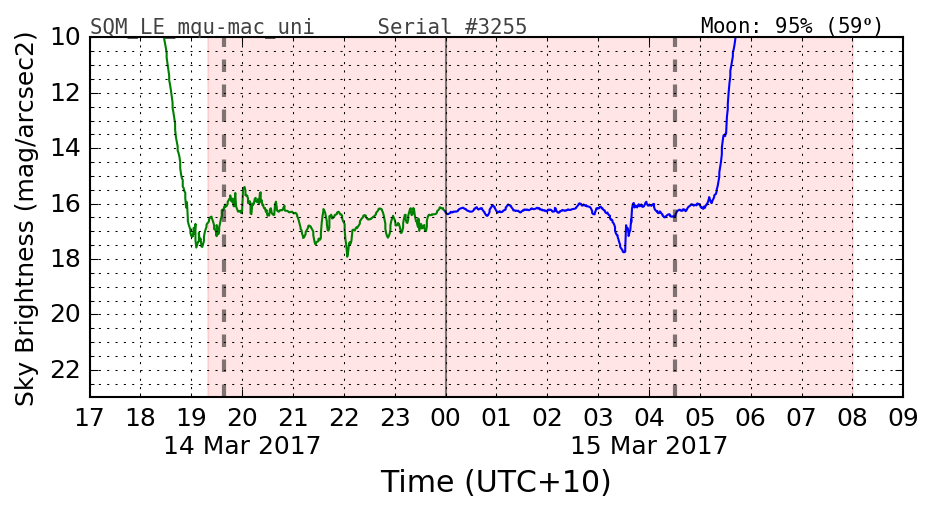 SQM_LE_mqu-mac_uni Serial #3255 Moon: 95% (59º)
Sky Brightness (mag/arcsec2)
10
12
14
16
18
20
22
17 18 19 20 21 22 23 00 01 02 03 04 05 06 07 08 09
14 Mar 2017 15 Mar 2017
Time (UTC+10)